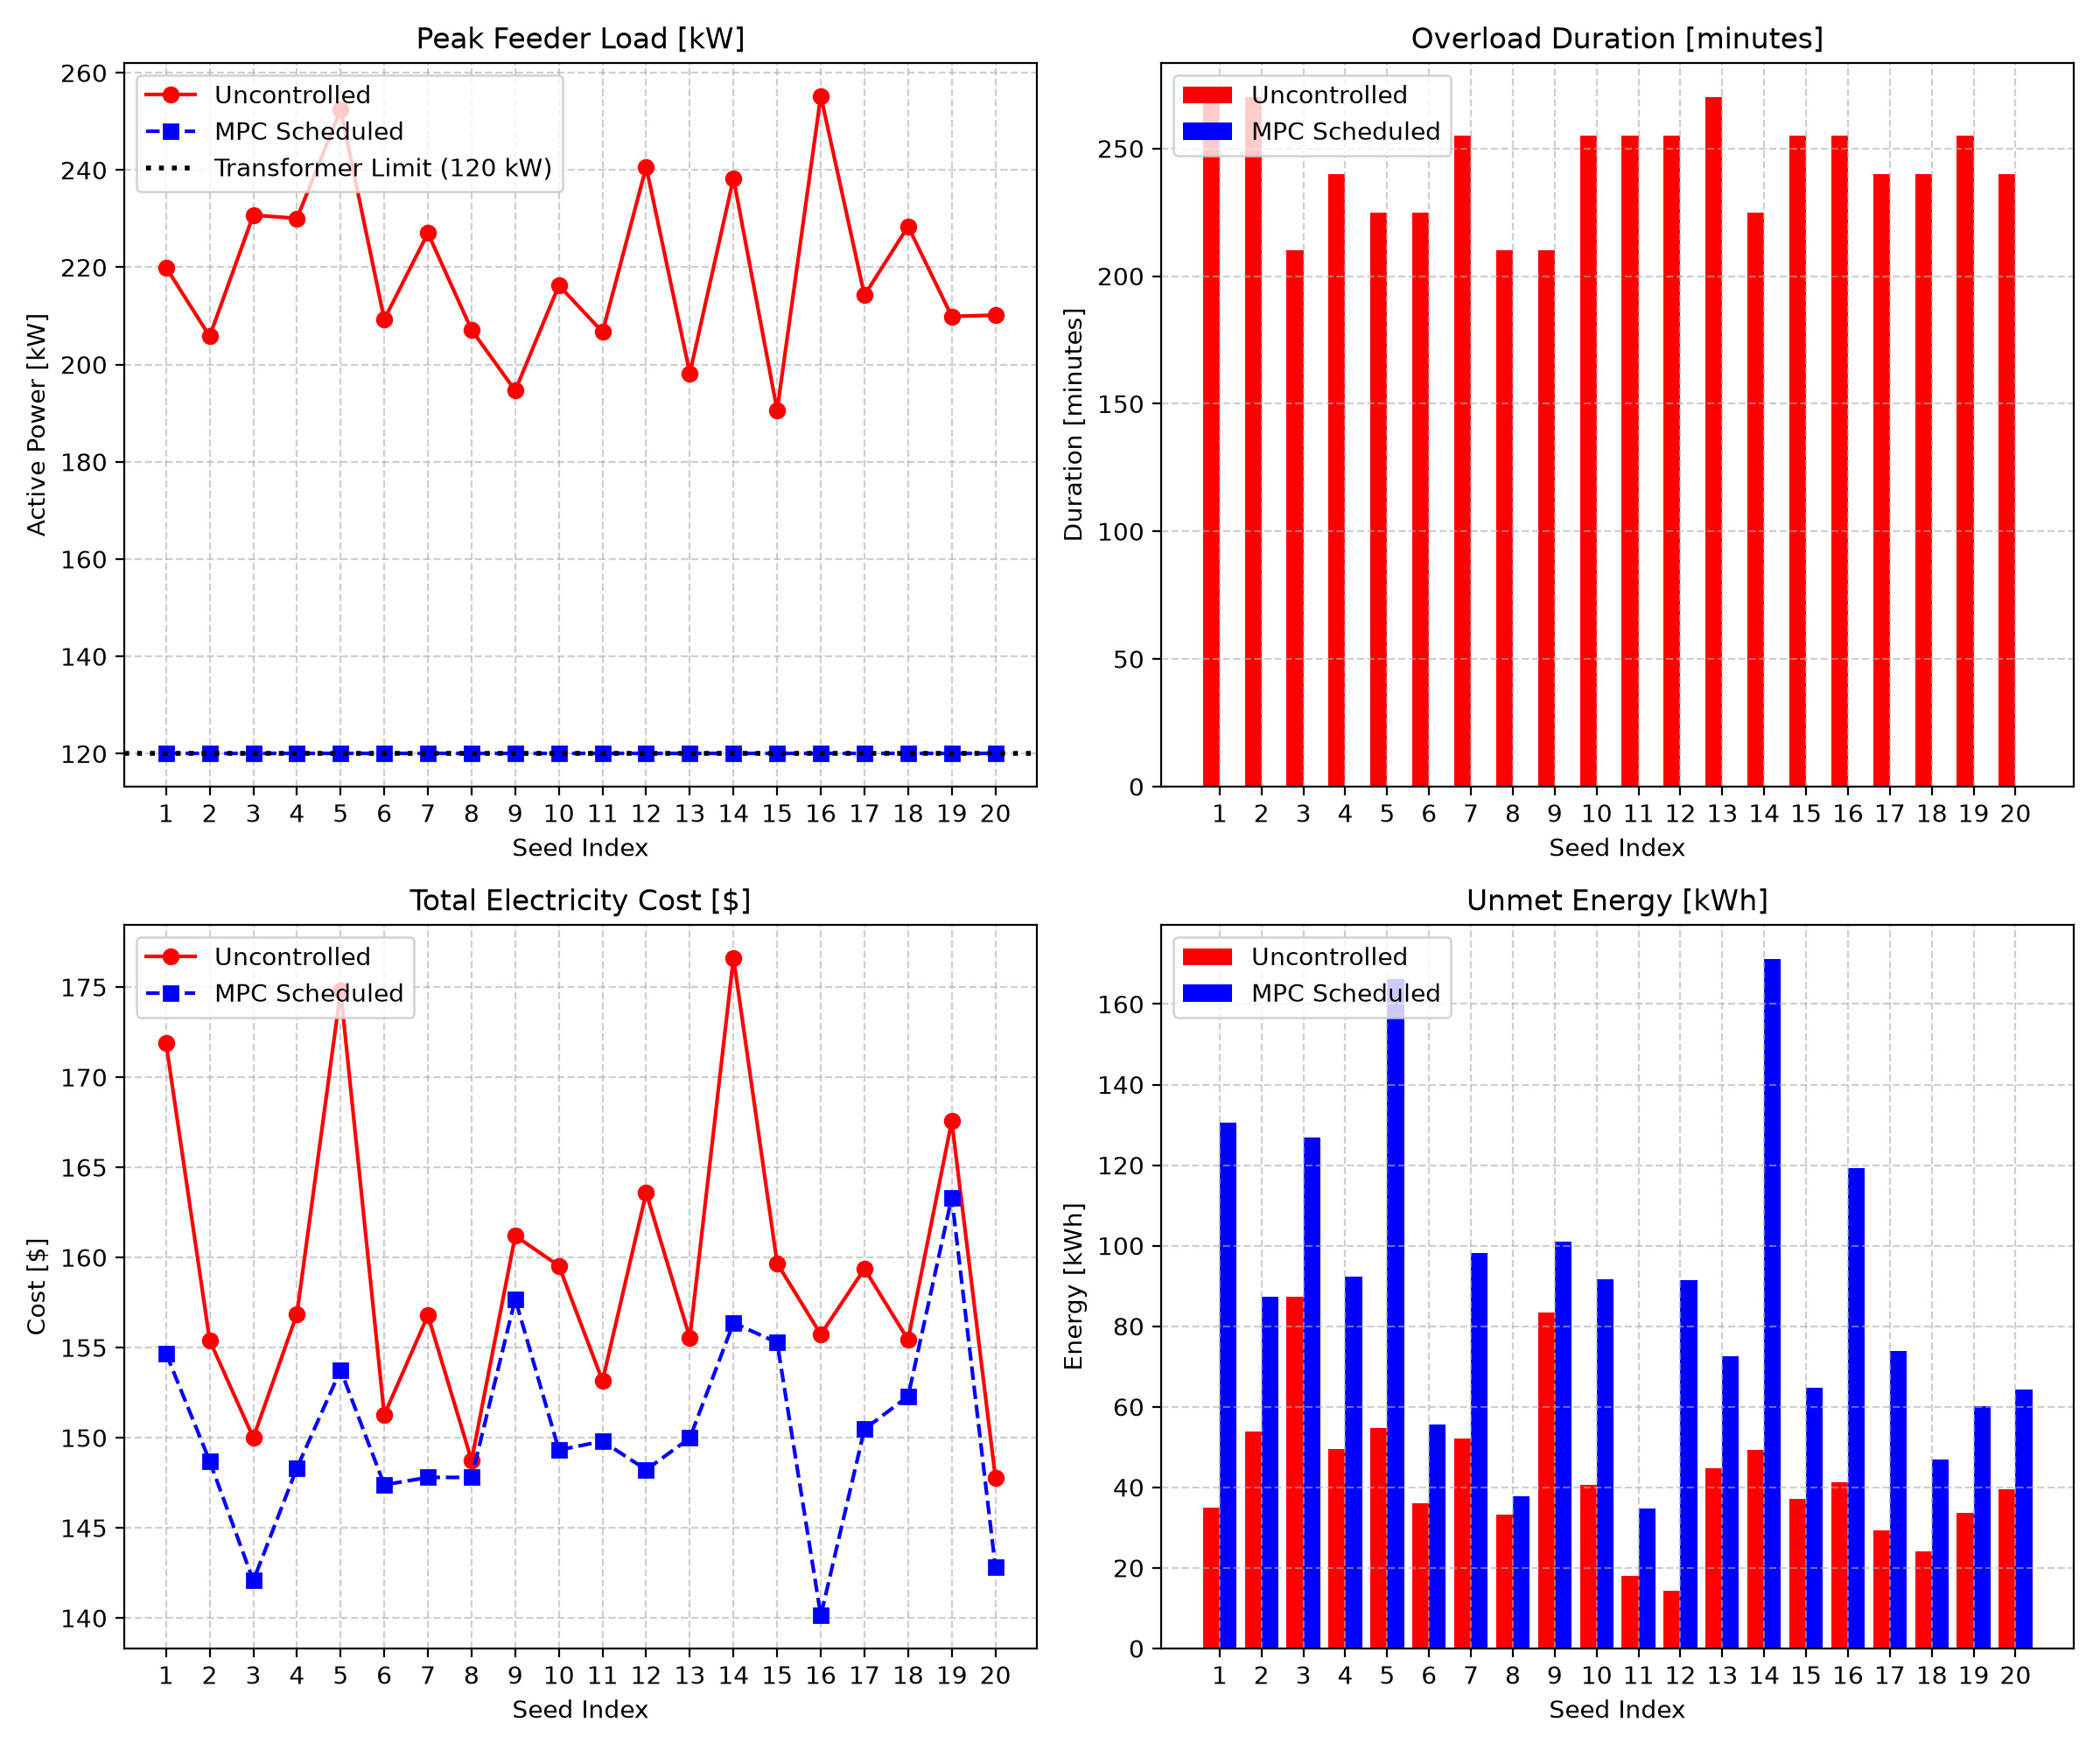 Peak Feeder Load [kW]
260
240
220
200
180
160
140
120
Active Power [kW]
Uncontrolled
MPC Scheduled
Transformer Limit (120 kW)
1 2 3 4 5 6 7 8 9 10 11 12 13 14 15 16 17 18 19 20
Seed Index
Overload Duration [minutes]
250
200
150
100
50
0
Duration [minutes]
Uncontrolled
MPC Scheduled
1 2 3 4 5 6 7 8 9 10 11 12 13 14 15 16 17 18 19 20
Seed Index
Total Electricity Cost [$]
175
170
165
160
155
150
145
140
Cost [$]
Uncontrolled
MPC Scheduled
1 2 3 4 5 6 7 8 9 10 11 12 13 14 15 16 17 18 19 20
Seed Index
Unmet Energy [kWh]
160
140
120
100
80
60
40
20
0
Energy [kWh]
Uncontrolled
MPC Scheduled
1 2 3 4 5 6 7 8 9 10 11 12 13 14 15 16 17 18 19 20
Seed Index